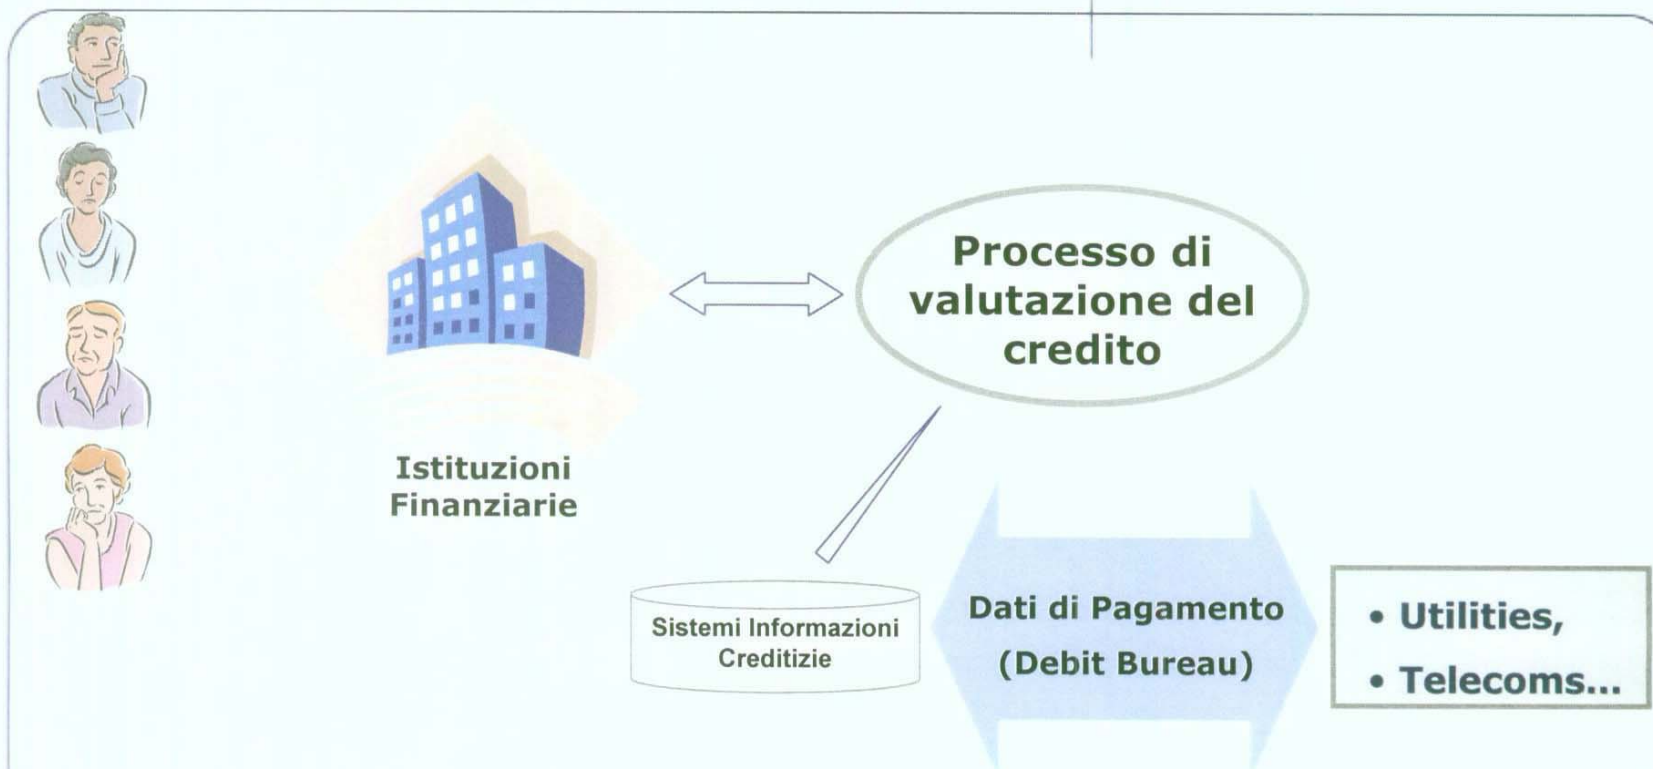 Processo di
valutazione del
credito
Istituzioni
Finanziarie
Sistemi Informazioni
Creditizie
Dati di Pagamento
(Debit Bureau)
• Utilities,
• Telecoms...